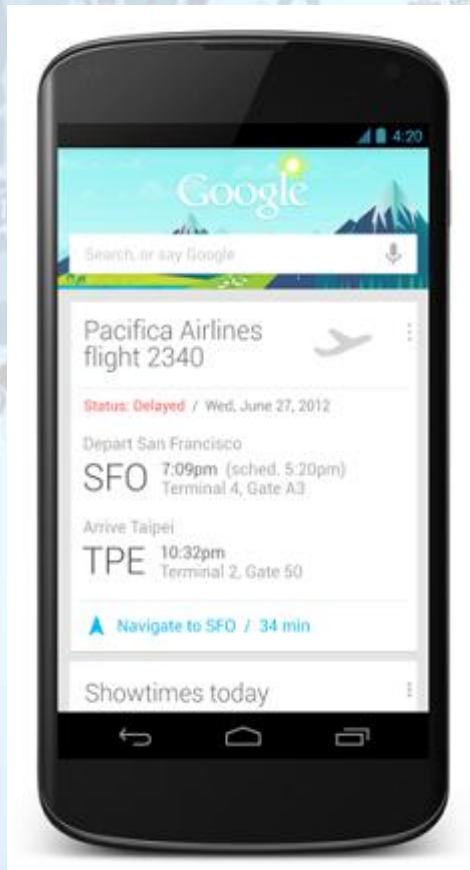 4:20
Google
Search, or say Google
Pacifica Airlines
flight 2340
Status: Delayed / Wed, June 27, 2012
Depart San Francisco
SFO 7:09pm (sched. 5:20pm)
Terminal 4, Gate A3
Arrive Taipei
TPE 10:32pm
Terminal 2, Gate 50
Navigate to SFO / 34 min
Showtimes today